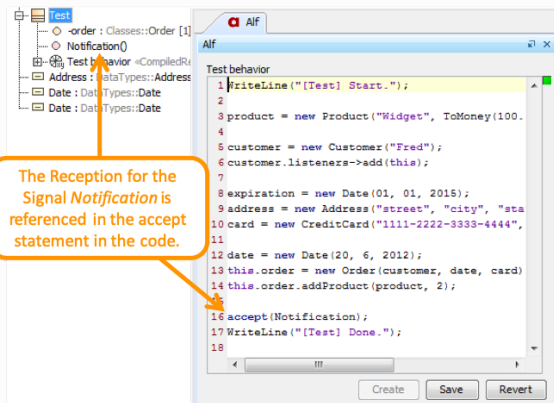 Test
-order : Classes::Order [1]
Notification()
Test behavior «CompiledRe
Address : DataTypes::Address
Date : DataTypes::Date
Date : DataTypes::Date
The Reception for the
Signal Notification is
referenced in the accept
statement in the code.
Alf
Alf
Test behavior
1 WriteLine("[Test] Start.");
2
3 product = new Product("Widget", ToMoney(100.
4
5 customer = new Customer("Fred");
6 customer.listeners->add(this);
7
8 expiration = new Date(01, 01, 2015);
9 address = new Address("street", "city", "sta
10 card = new CreditCard("1111-2222-3333-4444",
11
12 date = new Date(20, 6, 2012);
13 this.order = new Order(customer, date, card)
14 this.order.addProduct(product, 2);
15
16 accept(Notification);
17 WriteLine("[Test] Done.");
18
Create Save Revert